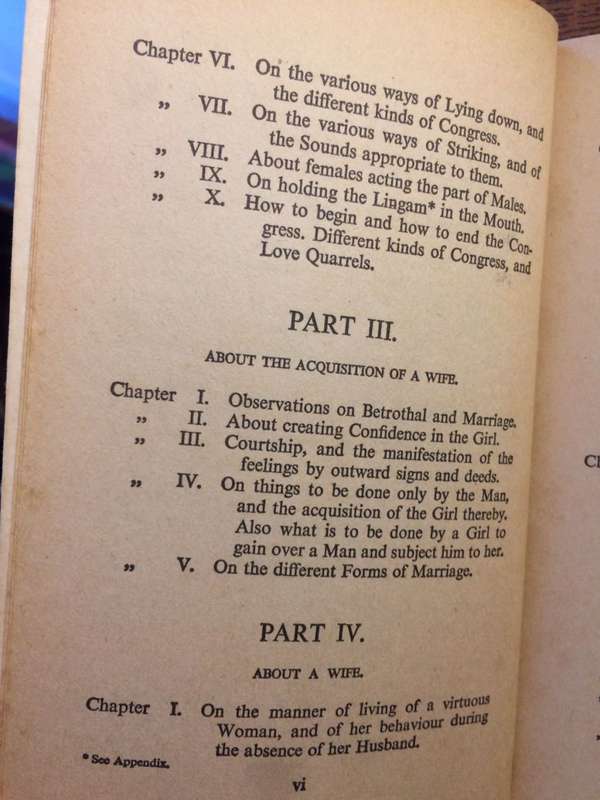 Chapter VI. On the various ways of Lying down, and
the different kinds of Congress.
„ VII. On the various ways of Striking, and of
the Sounds appropriate to them.
„ VIII. About females acting the part of Males.
„ IX. On holding the Lingam* in the Mouth.
„ X. How to begin and how to end the Con-
gress. Different kinds of Congress, and
Love Quarrels.
PART III.
ABOUT THE ACQUISITION OF A WIFE.
Chapter I. Observations on Betrothal and Marriage.
„ II. About creating Confidence in the Girl.
„ III. Courtship, and the manifestation of the
feelings by outward signs and deeds.
„ IV. On things to be done only by the Man,
and the acquisition of the Girl thereby.
Also what is to be done by a Girl to
gain over a Man and subject him to her.
„ V. On the different Forms of Marriage.
PART IV.
ABOUT A WIFE.
Chapter I. On the manner of living of a virtuous
Woman, and of her behaviour during
the absence of her Husband.
* See Appendix.
vi